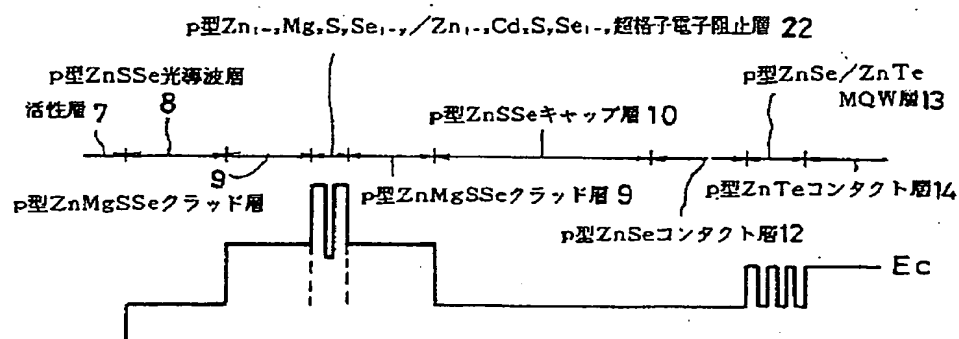 p型Zn₁₋ₓMgₓSᵧSe₁₋ᵧ/Zn₁₋zCdzSᵧSe₁₋ᵧ超格子電子阻止層 22
p型ZnSSe光導波層
8
p型ZnSe/ZnTe
MQW層13
活性層7
p型ZnSSeキャップ層10
9
p型ZnMgSSeクラッド層
p型ZnMgSSeクラッド層9
p型ZnTeコンタクト層14
p型ZnSeコンタクト層12
Ec